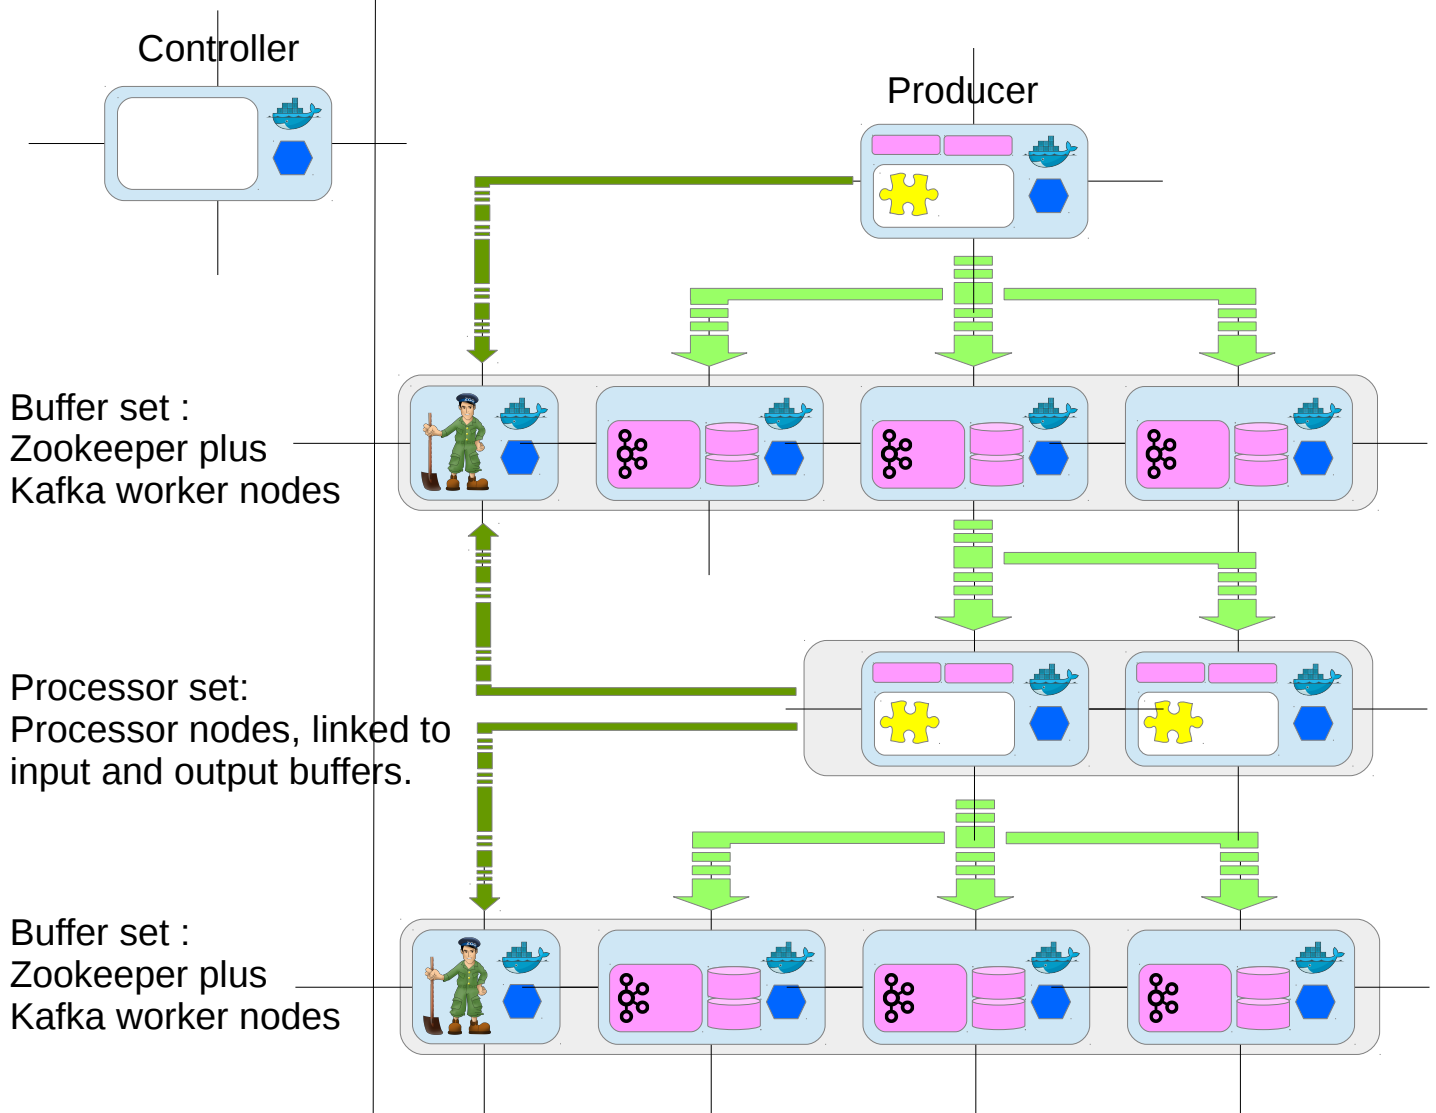 Controller
Producer
Buffer set :
Zookeeper plus
Kafka worker nodes
Processor set:
Processor nodes, linked to
input and output buffers.
Buffer set :
Zookeeper plus
Kafka worker nodes